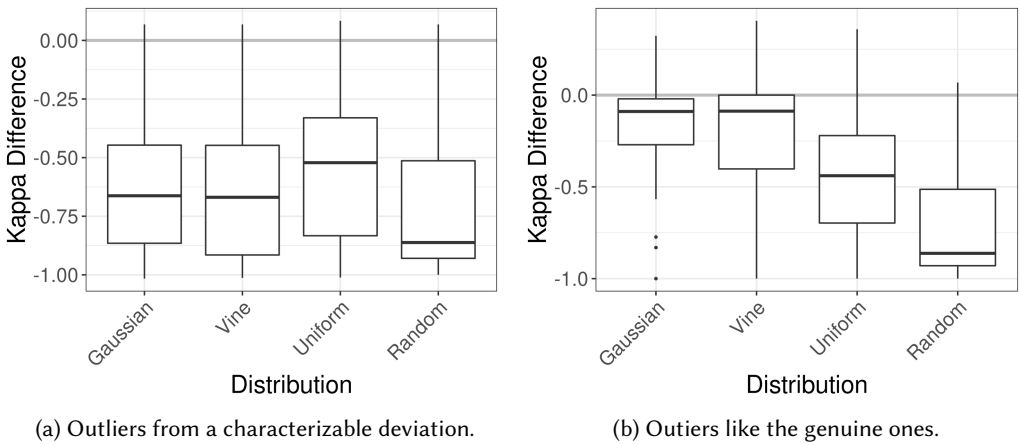 Kappa Difference
0.00
-0.25
-0.50
-0.75
-1.00
Gaussian
Vine
Uniform
Random
Distribution
(a) Outliers from a characterizable deviation.
Kappa Difference
0.0
-0.5
-1.0
Gaussian
Vine
Uniform
Random
Distribution
(b) Outiers like the genuine ones.